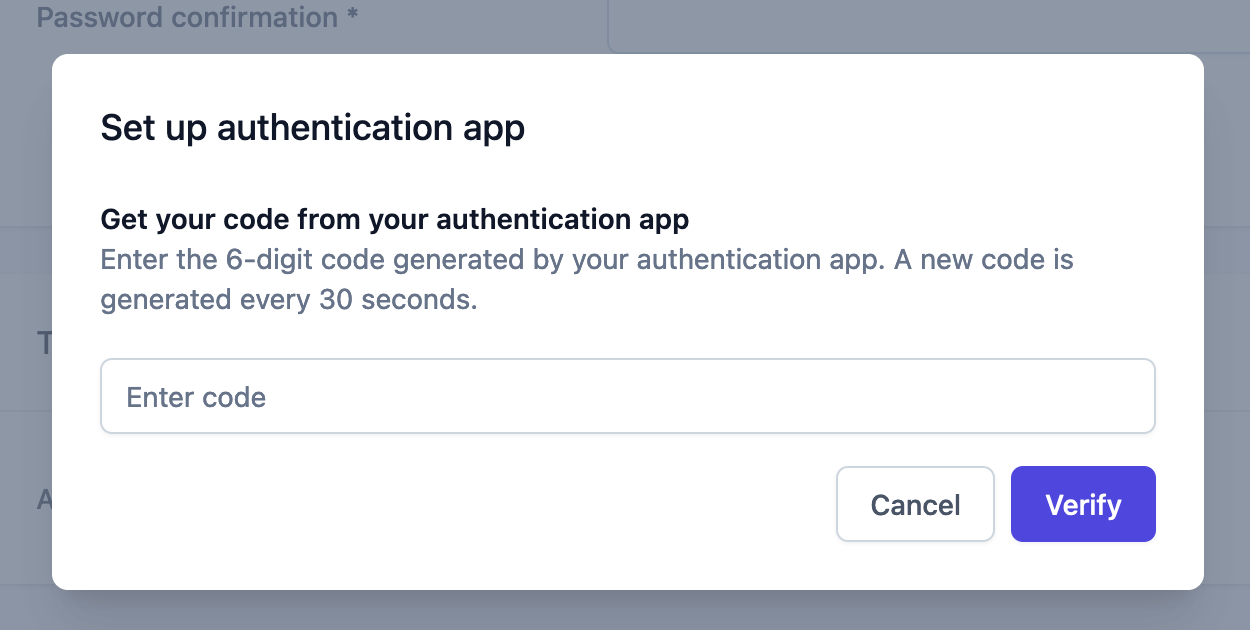 Password confirmation *
Set up authentication app
Get your code from your authentication app
Enter the 6-digit code generated by your authentication app. A new code is
generated every 30 seconds.
Enter code
Cancel
Verify